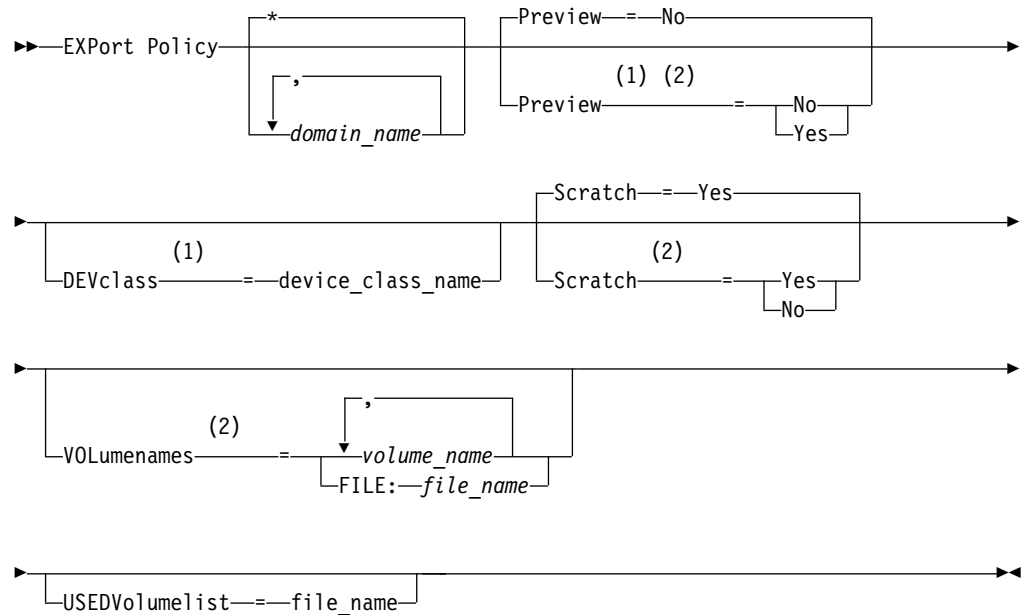 * Preview = No
EXPort Policy
, (1) (2)
Preview = No
domain_name Yes
Scratch = Yes
(1) (2)
DEVclass = device_class_name Scratch = Yes
No
,
(2)
VOLumenames = volume_name
FILE: file_name
USEDVolumelist = file_name